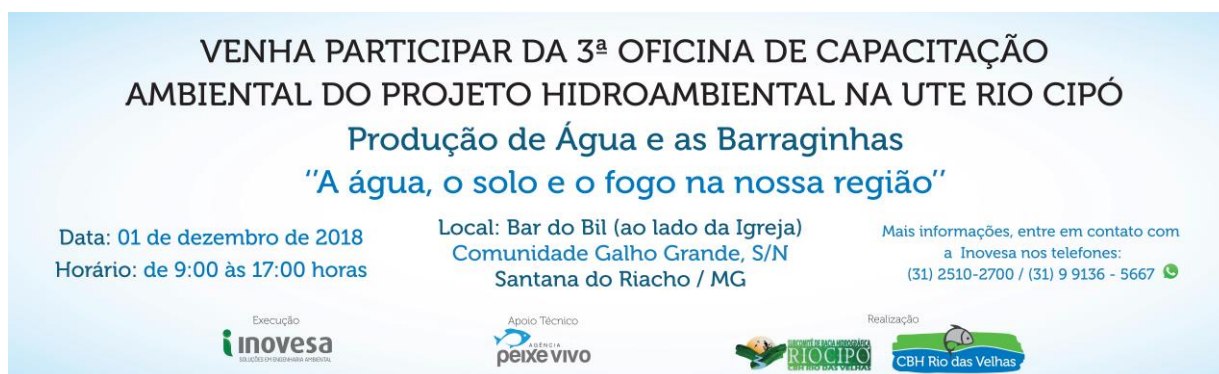 VENHA PARTICIPAR DA 3ª OFICINA DE CAPACITAÇÃO
AMBIENTAL DO PROJETO HIDROAMBIENTAL NA UTE RIO CIPÓ
Produção de Água e as Barraginhas
''A água, o solo e o fogo na nossa região''
Data: 01 de dezembro de 2018
Horário: de 9:00 às 17:00 horas
Local: Bar do Bil (ao lado da Igreja)
Comunidade Galho Grande, S/N
Santana do Riacho / MG
Mais informações, entre em contato com
a Inovesa nos telefones:
(31) 2510-2700 / (31) 9 9136 - 5667
Execução
inovesa
SOLUÇÕES EM ENGENHARIA AMBIENTAL
Apoio Técnico
AGÊNCIA
peixe vivo
Realização
SUBCOMITÊ DE BACIA HIDROGRÁFICA
RIO CIPÓ
CBH RIO DAS VELHAS
CBH Rio das Velhas